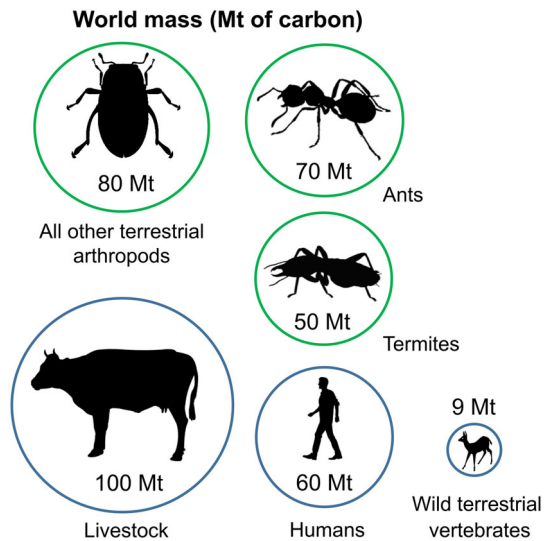 World mass (Mt of carbon)
80 Mt
All other terrestrial
arthropods
70 Mt
Ants
50 Mt
Termites
100 Mt
Livestock
60 Mt
Humans
9 Mt
Wild terrestrial
vertebrates